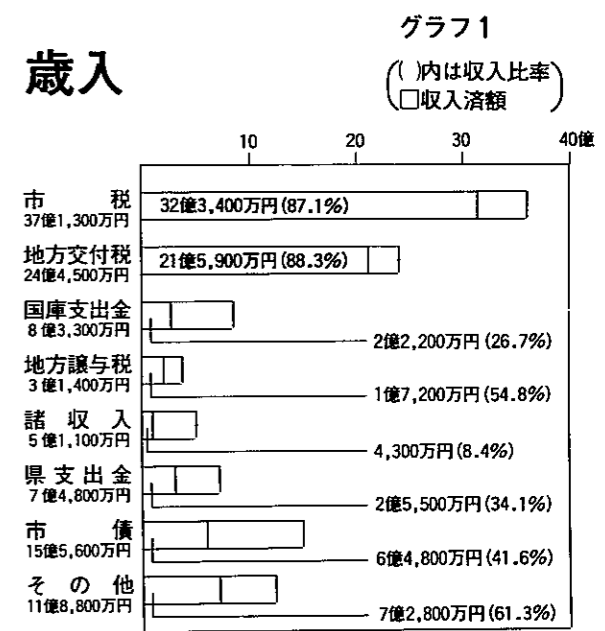 グラフ1
歳入
( )内は収入比率
□収入済額
10 20 30 40億
市税
37億1,300万円
32億3,400万円(87.1%)
地方交付税
24億4,500万円
21億5,900万円(88.3%)
国庫支出金
8億3,300万円
2億2,200万円(26.7%)
地方譲与税
3億1,400万円
1億7,200万円(54.8%)
諸収入
5億1,100万円
4,300万円(8.4%)
県支出金
7億4,800万円
2億5,500万円(34.1%)
市債
15億5,600万円
6億4,800万円(41.6%)
その他
11億8,800万円
7億2,800万円(61.3%)